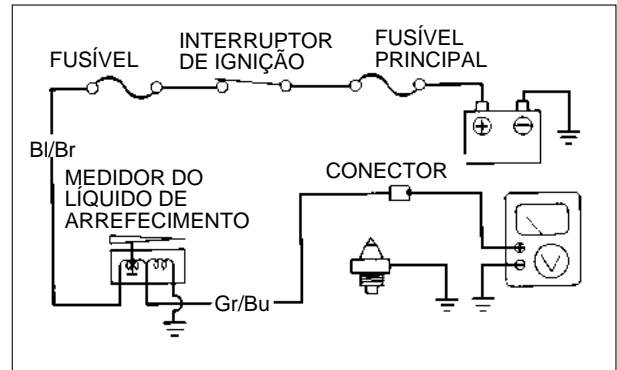 FUSÍVEL
INTERRUPTOR
DE IGNIÇÃO
FUSÍVEL
PRINCIPAL
+ −
Bl/Br
MEDIDOR DO
LÍQUIDO DE
ARREFECIMENTO
CONECTOR
+
−
V
Gr/Bu